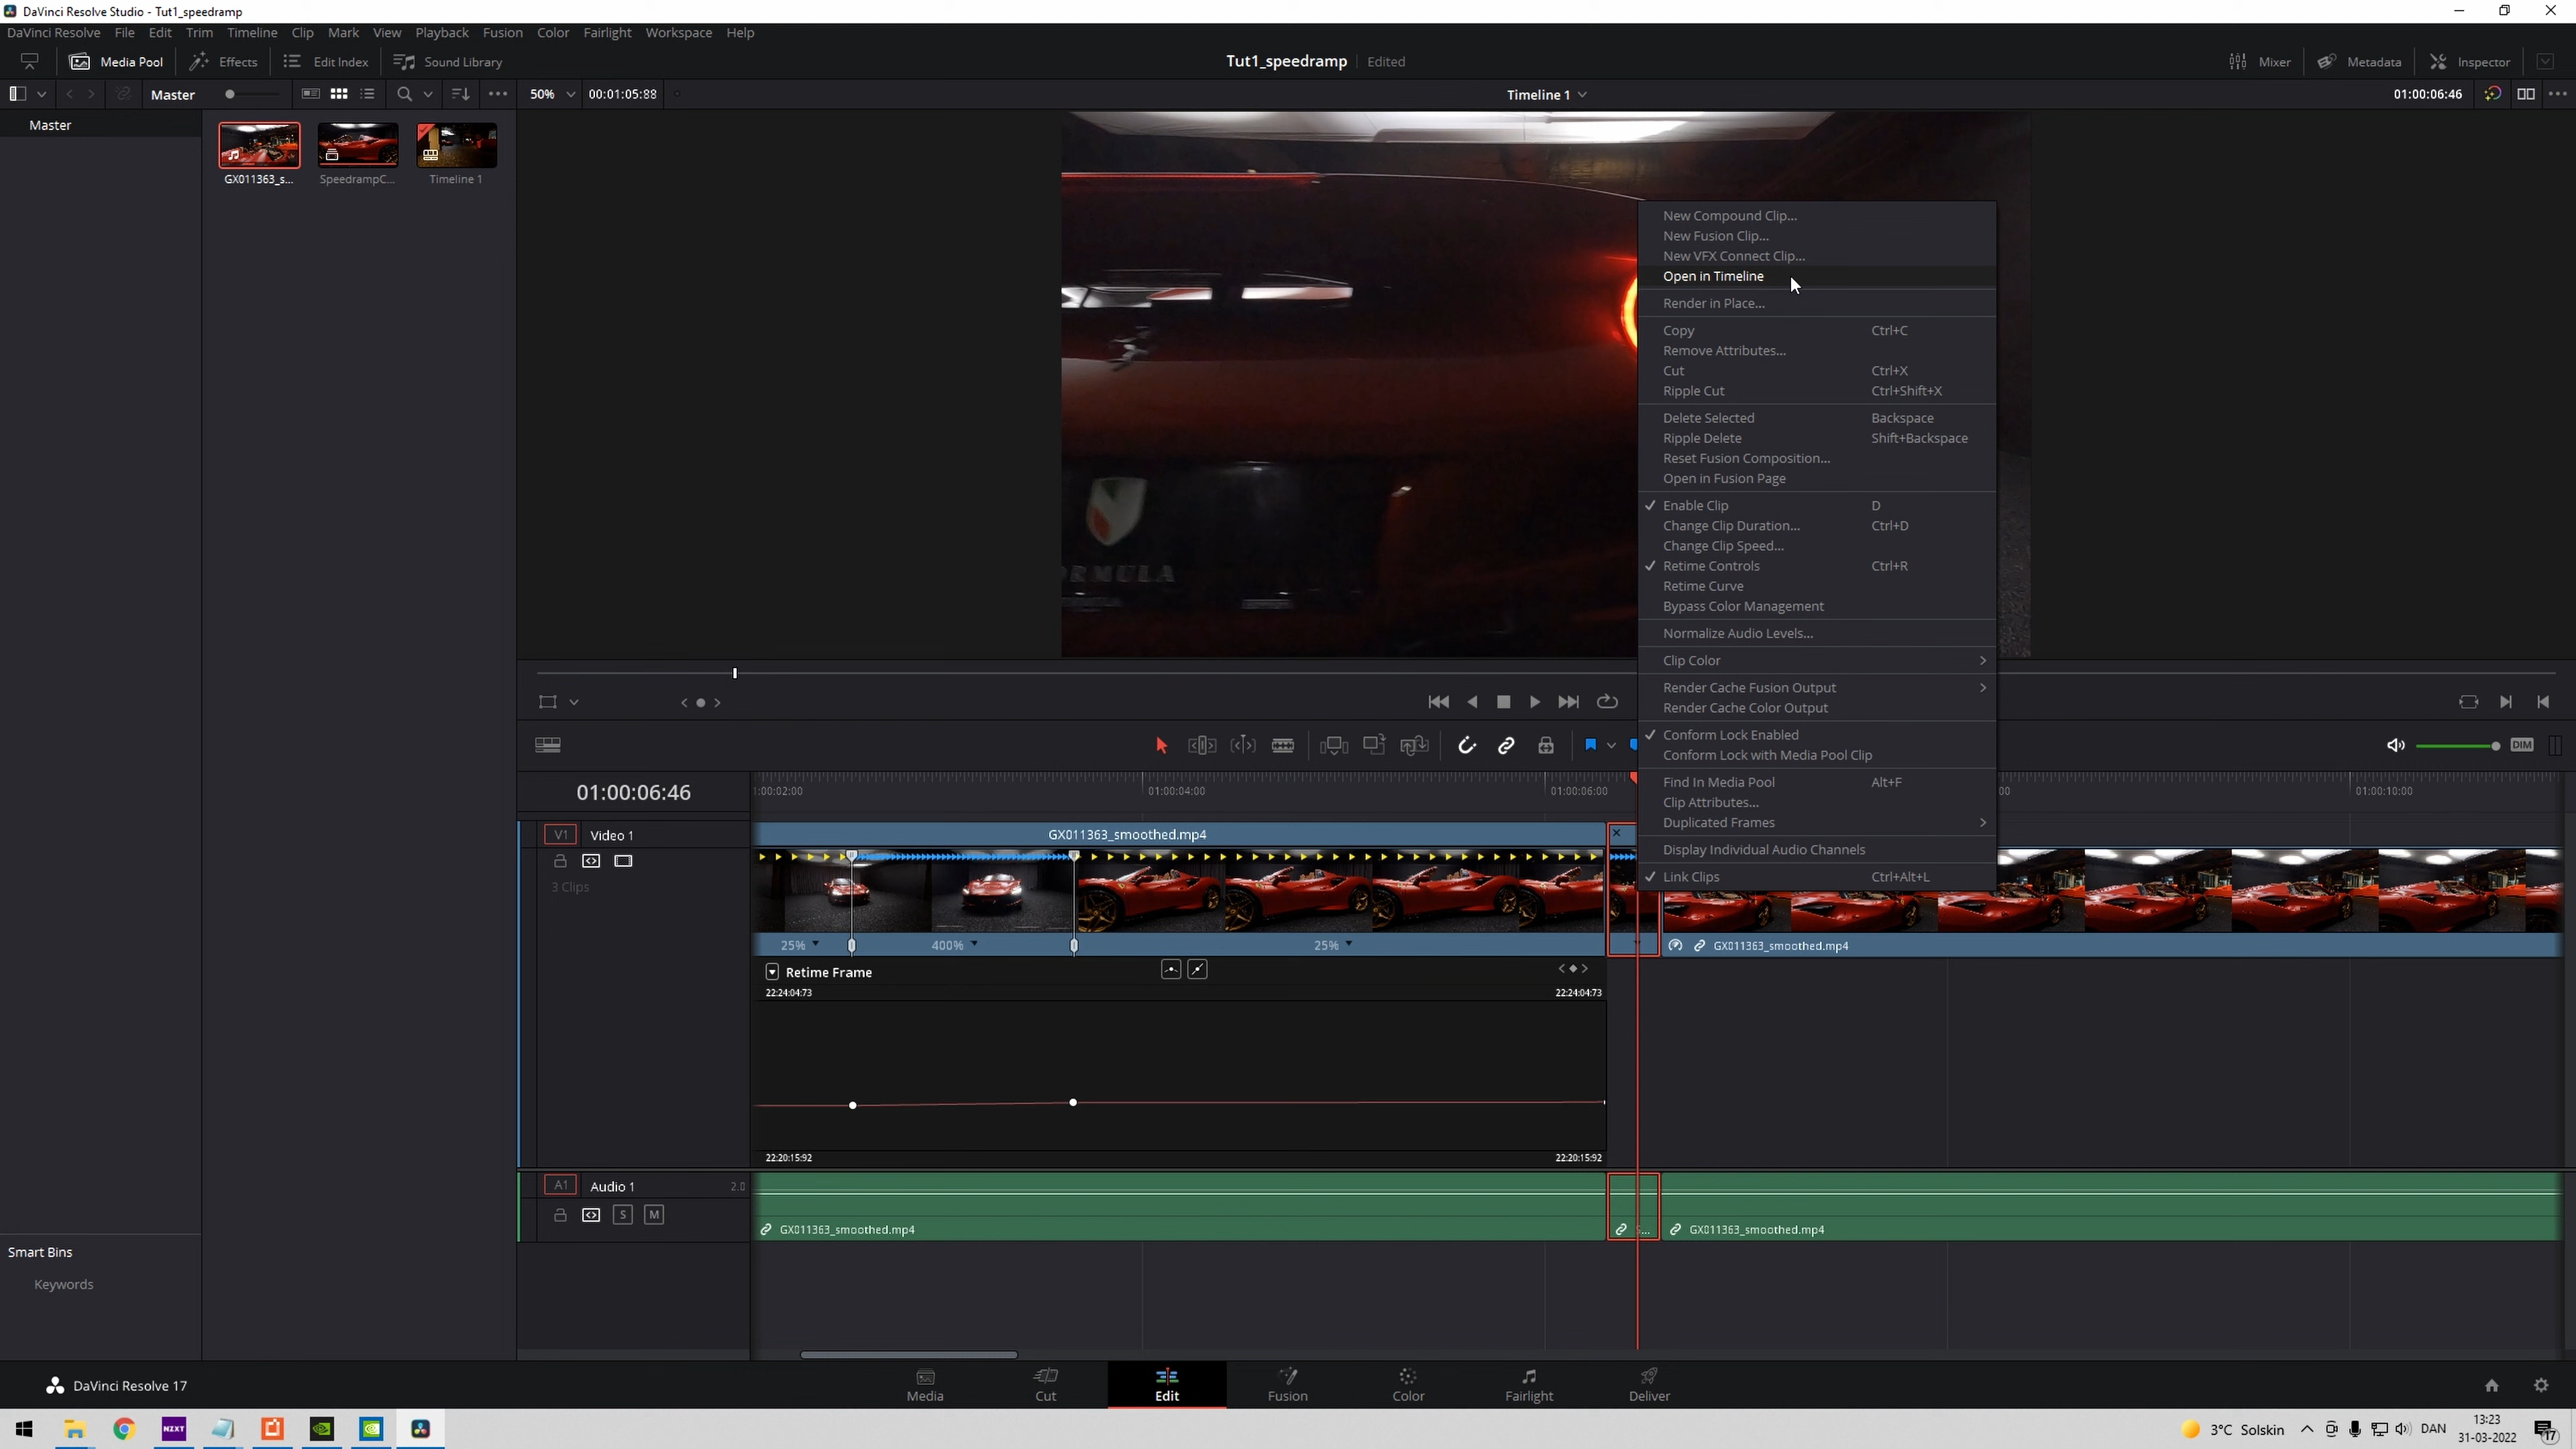 DaVinci Resolve Studio - Tut1_speedramp
DaVinci Resolve File Edit Trim Timeline Clip Mark View Playback Fusion Color Fairlight Workspace Help
Media Pool Effects Edit Index Sound Library Tut1_speedramp Edited Mixer Metadata Inspector
Master 50% 00:01:05:88 Timeline 1 01:00:06:46
Master
GX011363_s... SpeedrampC... Timeline 1
New Compound Clip...
New Fusion Clip...
New VFX Connect Clip...
Open in Timeline
Render in Place...
Copy Ctrl+C
Remove Attributes...
Cut Ctrl+X
Ripple Cut Ctrl+Shift+X
Delete Selected Backspace
Ripple Delete Shift+Backspace
Reset Fusion Composition...
Open in Fusion Page
Enable Clip D
Change Clip Duration... Ctrl+D
Change Clip Speed...
Retime Controls Ctrl+R
Retime Curve
Bypass Color Management
Normalize Audio Levels...
Clip Color
Render Cache Fusion Output
Render Cache Color Output
Conform Lock Enabled
Conform Lock with Media Pool Clip
Find In Media Pool Alt+F
Clip Attributes...
Duplicated Frames
Display Individual Audio Channels
Link Clips Ctrl+Alt+L
ORMULA
DIM
01:00:06:46 1:00:02:00 01:00:04:00 01:00:06:00 00 01:00:10:00
V1 Video 1 GX011363_smoothed.mp4
3 Clips
25% 400% 25% GX011363_smoothed.mp4
Retime Frame
22:24:04:73 22:24:04:73
22:20:15:92 22:20:15:92
A1 Audio 1 2.0
S M
GX011363_smoothed.mp4 GX011363_smoothed.mp4
Smart Bins
Keywords
DaVinci Resolve 17 Media Cut Edit Fusion Color Fairlight Deliver
NZXT 3°C Solskin DAN 13:23
31-03-2022 17